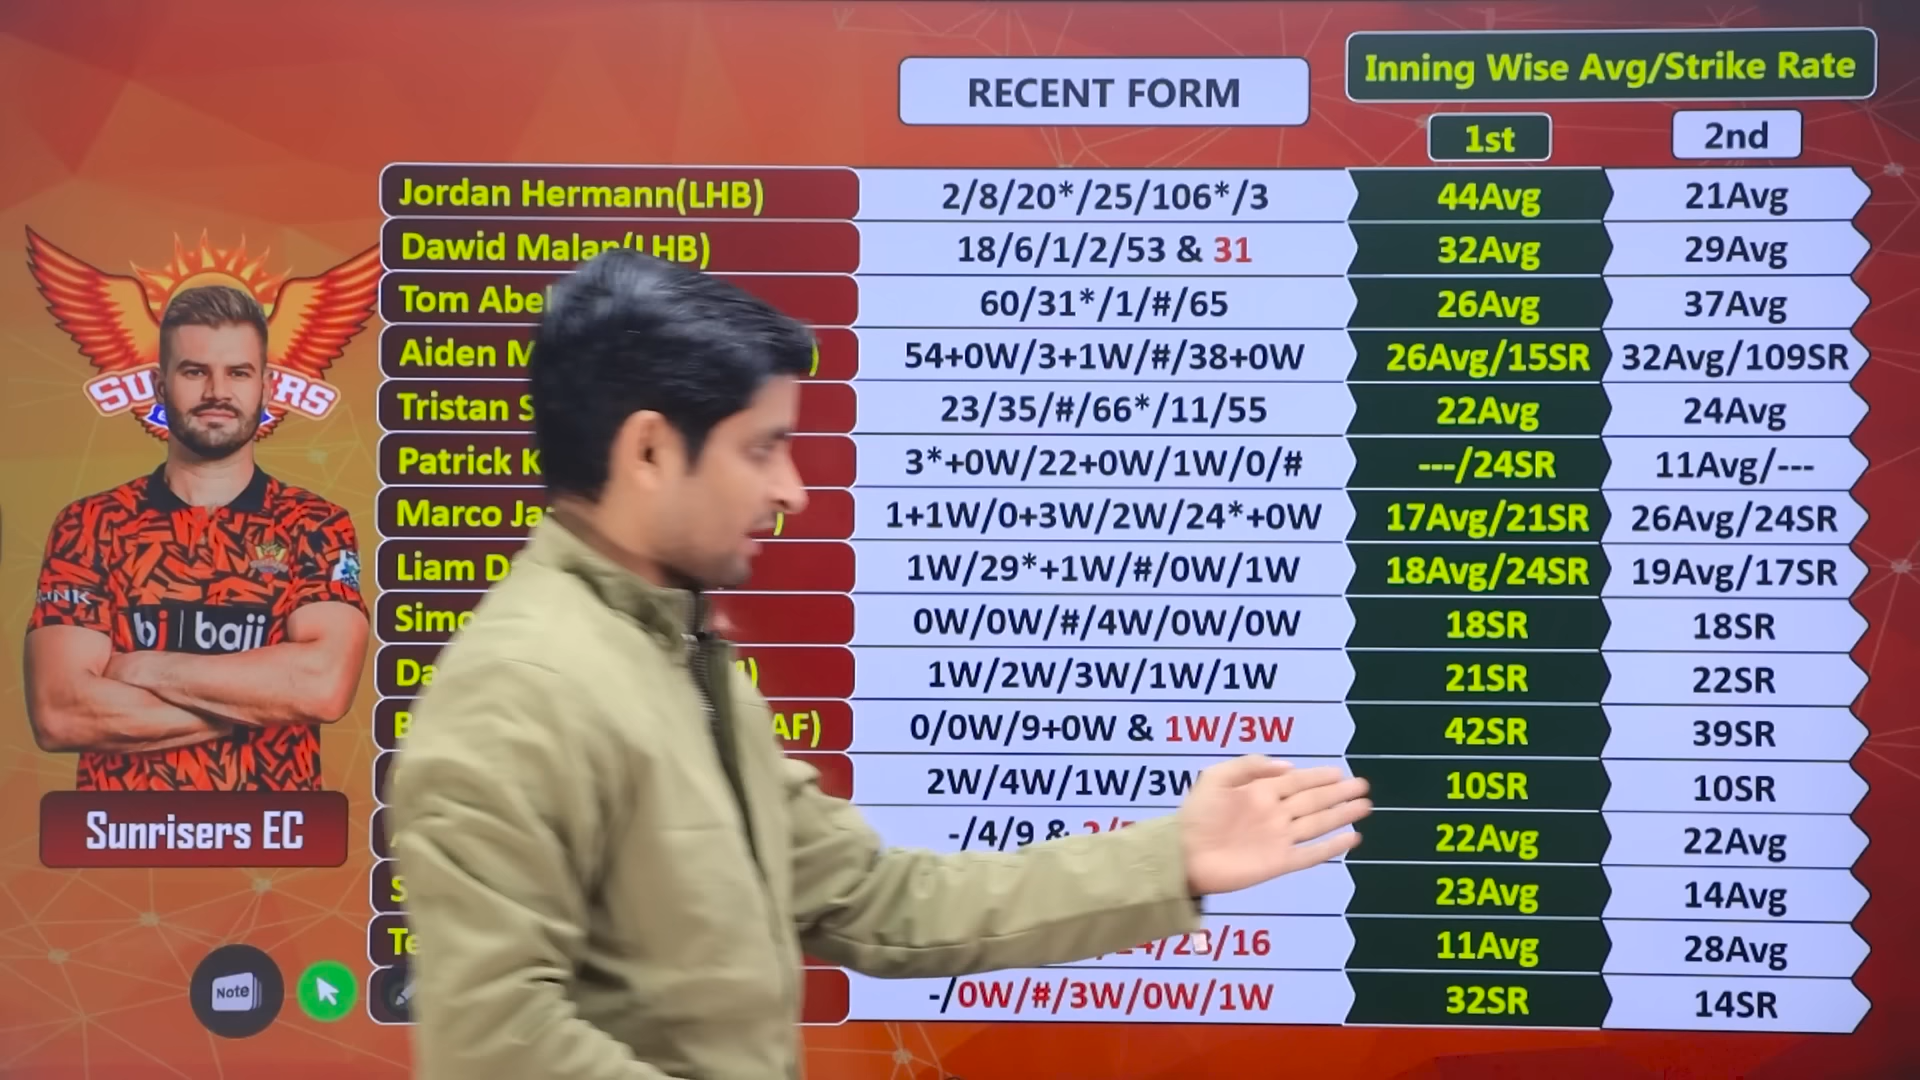 Inning Wise Avg/Strike Rate
RECENT FORM
1st 2nd
Jordan Hermann(LHB) 2/8/20*/25/106*/3 44Avg 21Avg
Dawid Malan(LHB) 18/6/1/2/53 & 31 32Avg 29Avg
Tom 60/31*/1/#/65 26Avg 37Avg
Aiden 54+0W/3+1W/#/38+0W 26Avg/15SR 32Avg/109SR
Tristan 23/35/#/66*/11/55 22Avg 24Avg
Patrick 3*+0W/22+0W/1W/0/# ---/24SR 11Avg/---
Marco 1+1W/0+3W/2W/24*+0W 17Avg/21SR 26Avg/24SR
Liam 1W/29*+1W/#/0W/1W 18Avg/24SR 19Avg/17SR
0W/0W/#/4W/0W/0W 18SR 18SR
1W/2W/3W/1W/1W 21SR 22SR
AF) 0/0W/9+0W & 1W/3W 42SR 39SR
2W/4W/1W/3W 10SR 10SR
-/4/9 & 22Avg 22Avg
23Avg 14Avg
/16 11Avg 28Avg
-/0W/#/3W/0W/1W 32SR 14SR
bj | baji
Sunrisers EC
Note